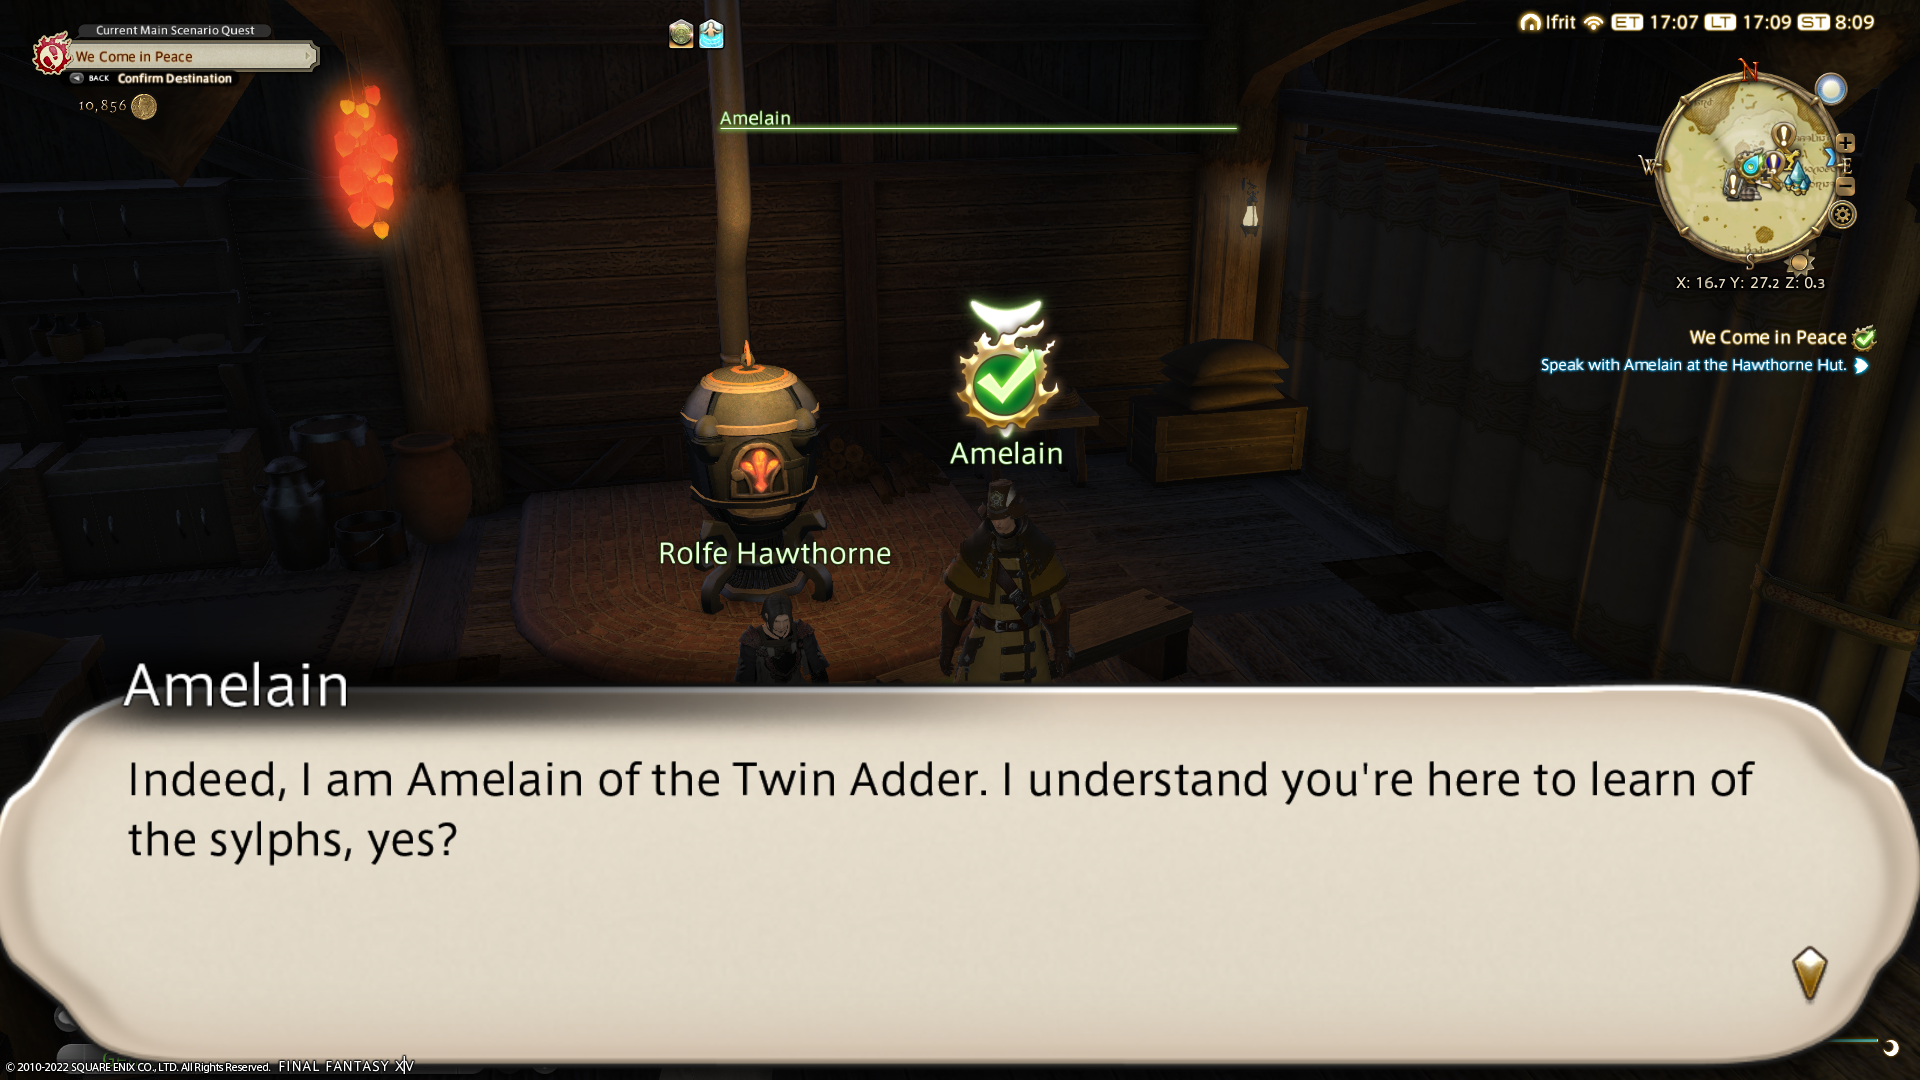 Current Main Scenario Quest
We Come in Peace
BACK Confirm Destination
10,856
Ifrit ET 17:07 LT 17:09 ST 8:09
Amelain
N
W
E
S
X: 16.7 Y: 27.2 Z: 0.3
We Come in Peace
Speak with Amelain at the Hawthorne Hut.
Amelain
Rolfe Hawthorne
Amelain
Indeed, I am Amelain of the Twin Adder. I understand you're here to learn of
the sylphs, yes?
© 2010-2022 SQUARE ENIX CO., LTD. All Rights Reserved. FINAL FANTASY XIV